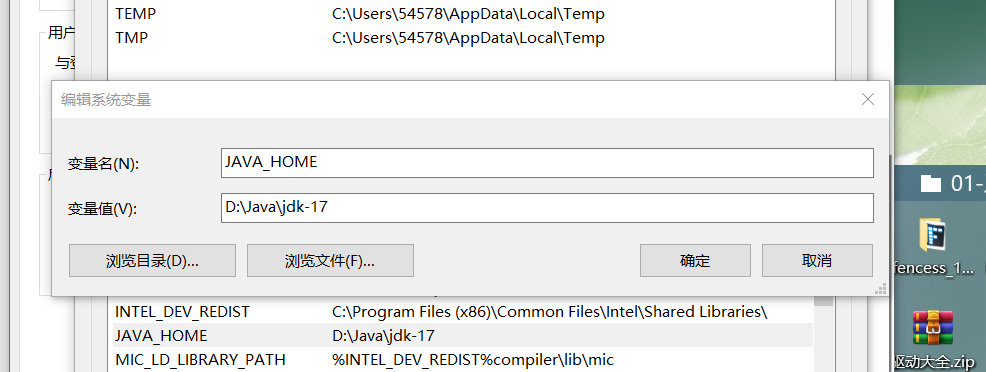 TEMP C:\Users\54578\AppData\Local\Temp
用户
TMP C:\Users\54578\AppData\Local\Temp
与登
编辑系统变量
变量名(N): JAVA_HOME
变量值(V): D:\Java\jdk-17
浏览目录(D)... 浏览文件(F)... 确定 取消
INTEL_DEV_REDIST C:\Program Files (x86)\Common Files\Intel\Shared Libraries\
JAVA_HOME D:\Java\jdk-17
MIC_LD_LIBRARY_PATH %INTEL_DEV_REDIST%compiler\lib\mic
01-
fencess_1...
驱动大全.zip